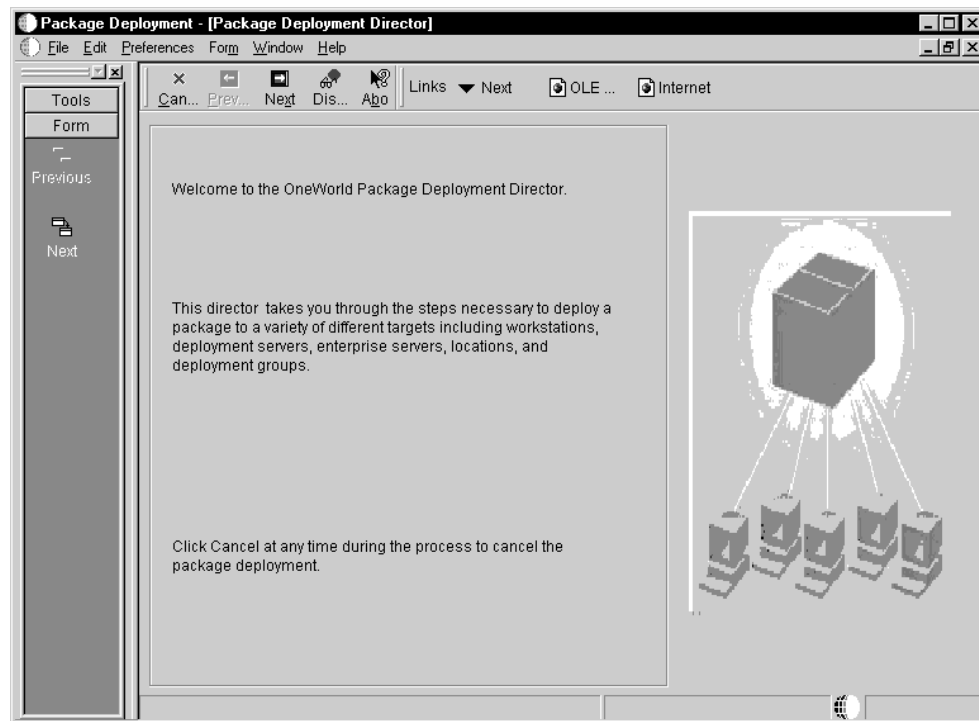 Package Deployment - [Package Deployment Director]
File Edit Preferences Form Window Help
Tools
Form
Previous
Next
Can... Prev... Next Dis... Abo Links Next OLE ... Internet
Welcome to the OneWorld Package Deployment Director.
This director takes you through the steps necessary to deploy a
package to a variety of different targets including workstations,
deployment servers, enterprise servers, locations, and
deployment groups.
Click Cancel at any time during the process to cancel the
package deployment.